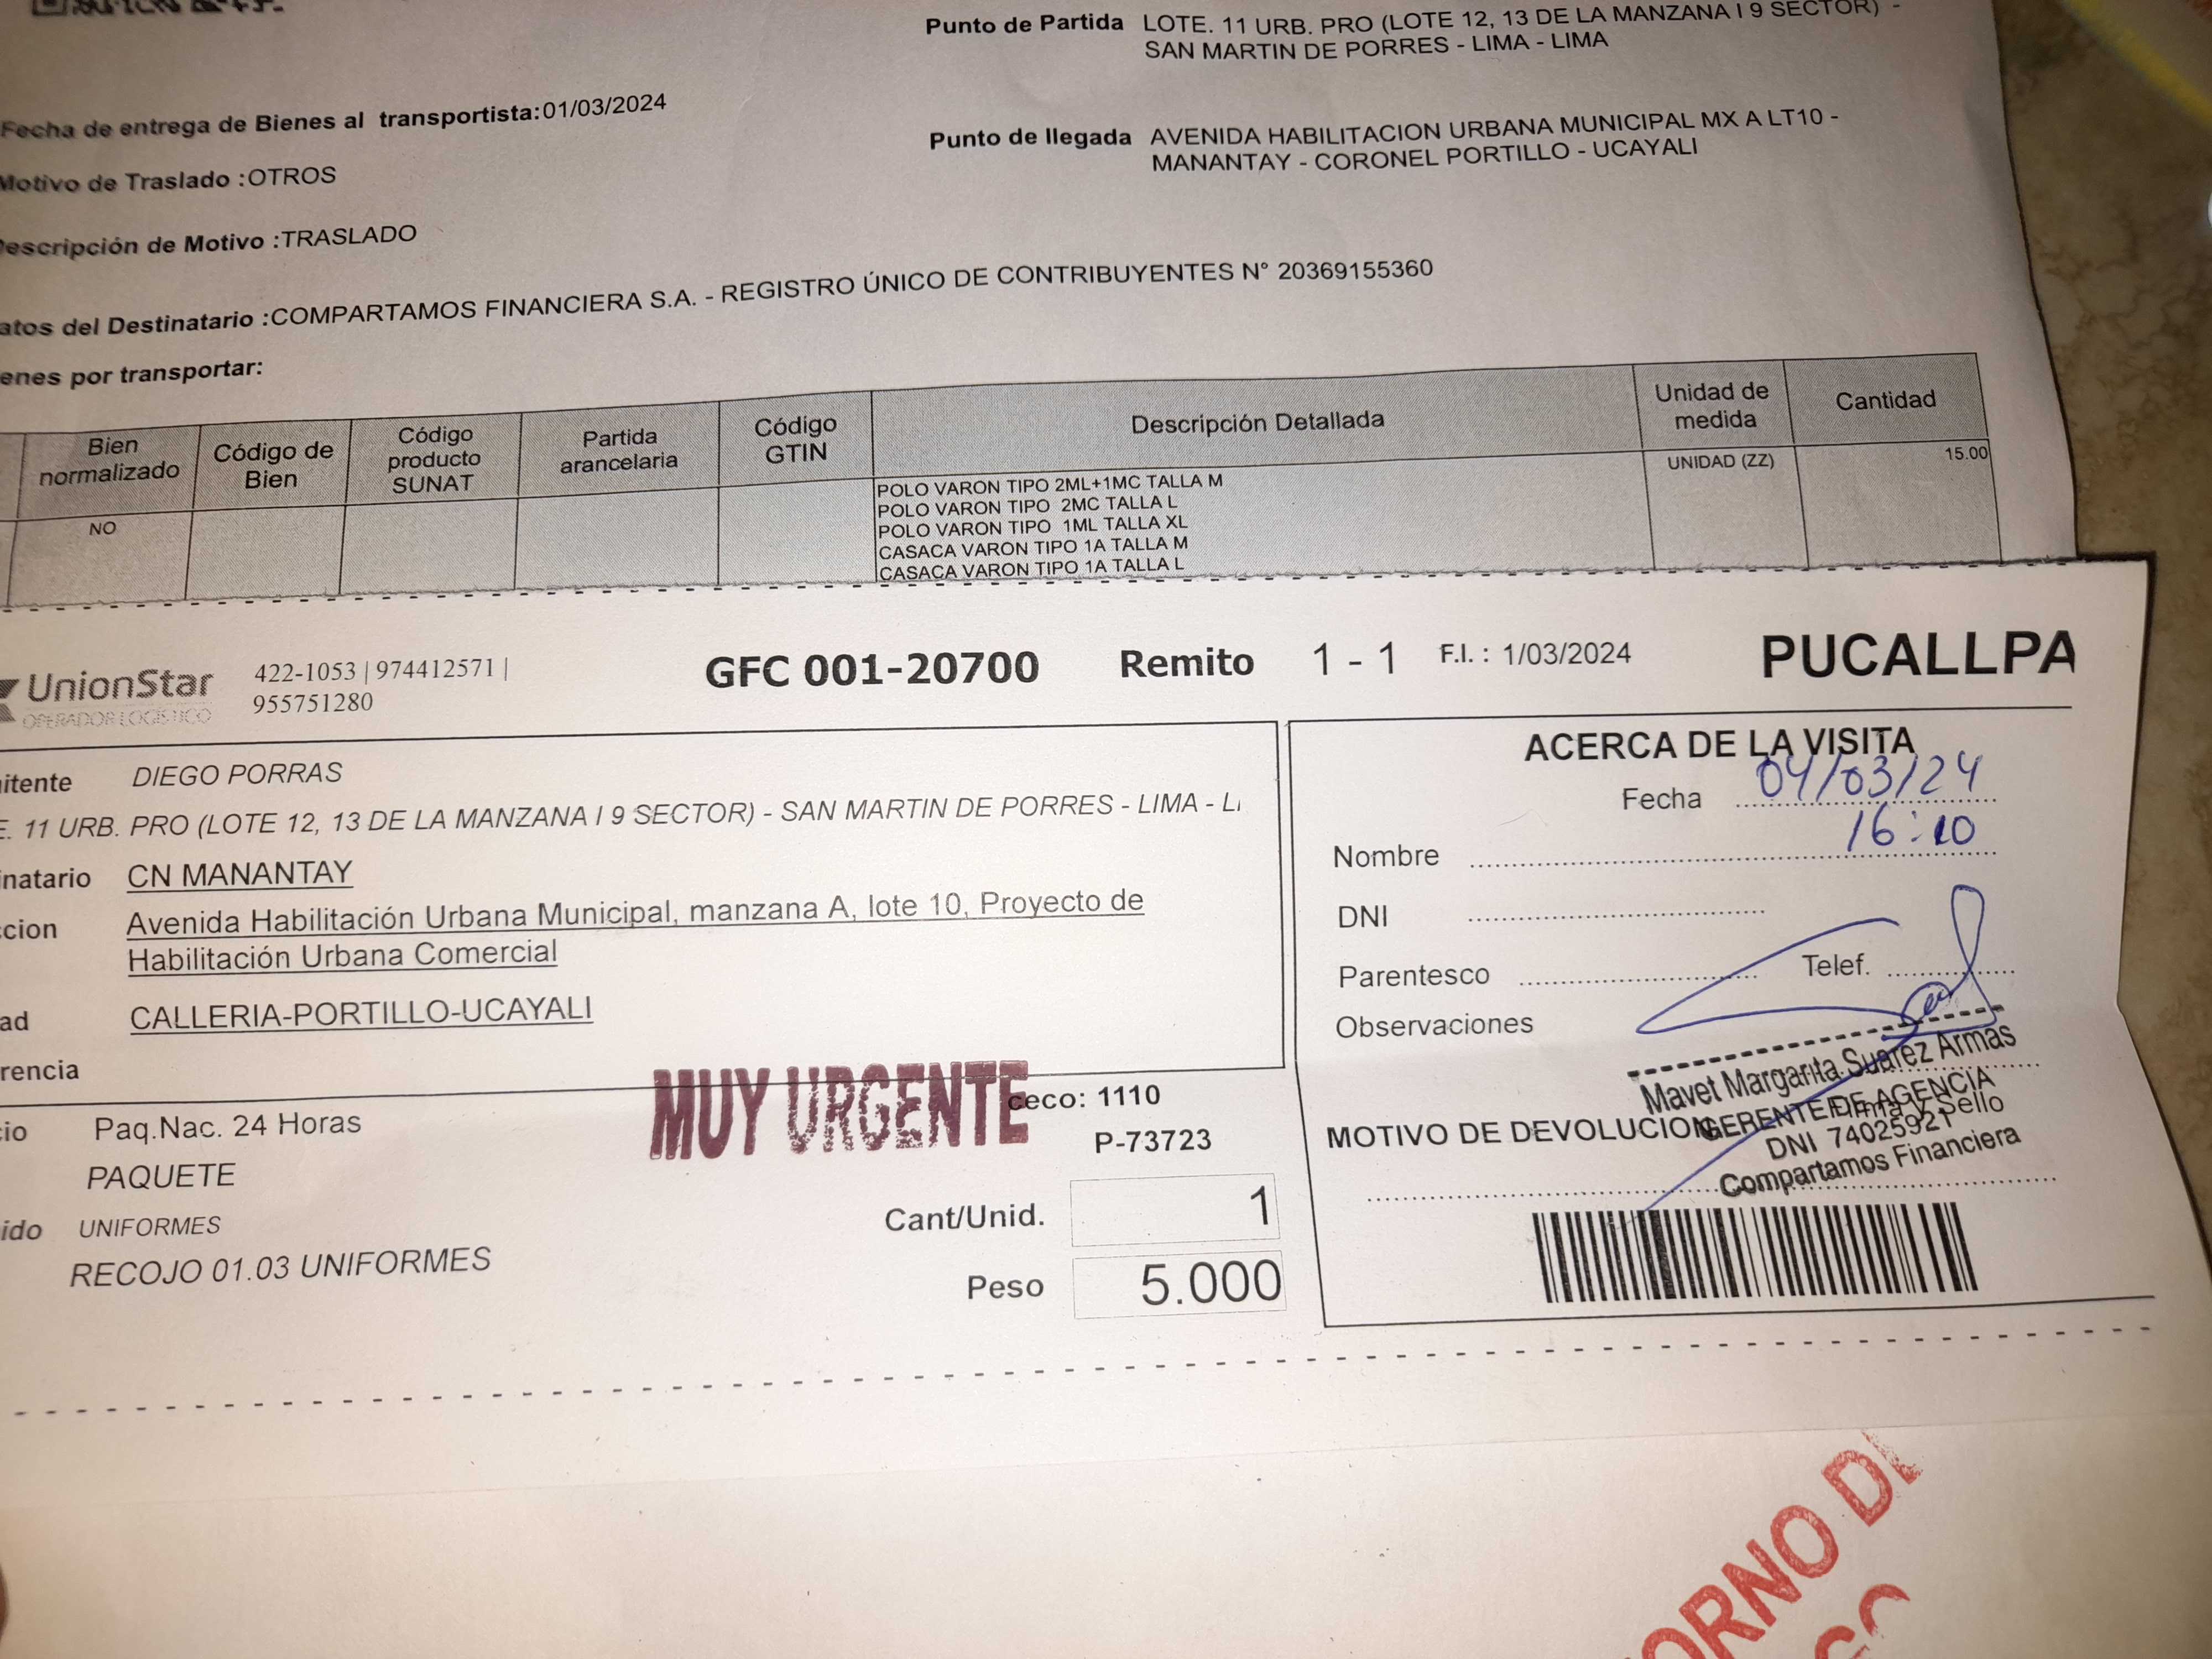 Punto de Partida LOTE. 11 URB. PRO (LOTE 12, 13 DE LA MANZANA I 9 SECTOR) -
SAN MARTIN DE PORRES - LIMA - LIMA
Fecha de entrega de Bienes al transportista:01/03/2024
Punto de llegada AVENIDA HABILITACION URBANA MUNICIPAL MX A LT10 -
MANANTAY - CORONEL PORTILLO - UCAYALI
Motivo de Traslado :OTROS
Descripción de Motivo :TRASLADO
atos del Destinatario :COMPARTAMOS FINANCIERA S.A. - REGISTRO ÚNICO DE CONTRIBUYENTES N° 20369155360
enes por transportar:
Bien normalizado Código de Bien Código producto SUNAT Partida arancelaria Código GTIN Descripción Detallada Unidad de medida Cantidad
NO POLO VARON TIPO 2ML+1MC TALLA M UNIDAD (ZZ) 15.00
POLO VARON TIPO 2MC TALLA L
POLO VARON TIPO 1ML TALLA XL
CASACA VARON TIPO 1A TALLA M
CASACA VARON TIPO 1A TALLA L
UnionStar
OPERADOR LOGÍSTICO
422-1053 | 974412571 |
955751280
GFC 001-20700 Remito 1 - 1 F.I. : 1/03/2024 PUCALLPA
itente DIEGO PORRAS
E. 11 URB. PRO (LOTE 12, 13 DE LA MANZANA I 9 SECTOR) - SAN MARTIN DE PORRES - LIMA - LI
inatario CN MANANTAY
ccion Avenida Habilitación Urbana Municipal, manzana A, lote 10, Proyecto de
Habilitación Urbana Comercial
ad CALLERIA-PORTILLO-UCAYALI
rencia
MUY URGENTE
ceco: 1110
cio Paq.Nac. 24 Horas
P-73723
PAQUETE
Cant/Unid. 1
ido UNIFORMES
RECOJO 01.03 UNIFORMES
Peso 5.000
ACERCA DE LA VISITA
Fecha 04/03/24
16:10
Nombre
DNI
Parentesco Telef.
Observaciones
Mavet Margarita Suarez Armas
GERENTE DE AGENCIA
Firma y Sello
DNI 74025921
Compartamos Financiera
MOTIVO DE DEVOLUCION
ORNO DE